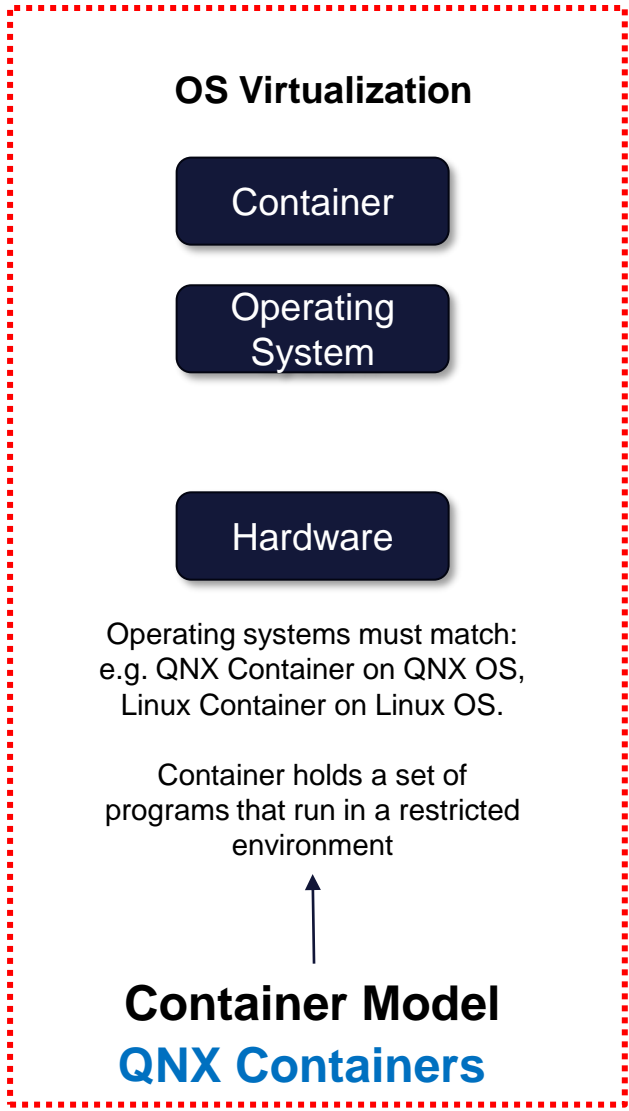 OS Virtualization
Container
Operating
System
Hardware
Operating systems must match:
e.g. QNX Container on QNX OS,
Linux Container on Linux OS.
Container holds a set of
programs that run in a restricted
environment
Container Model
QNX Containers